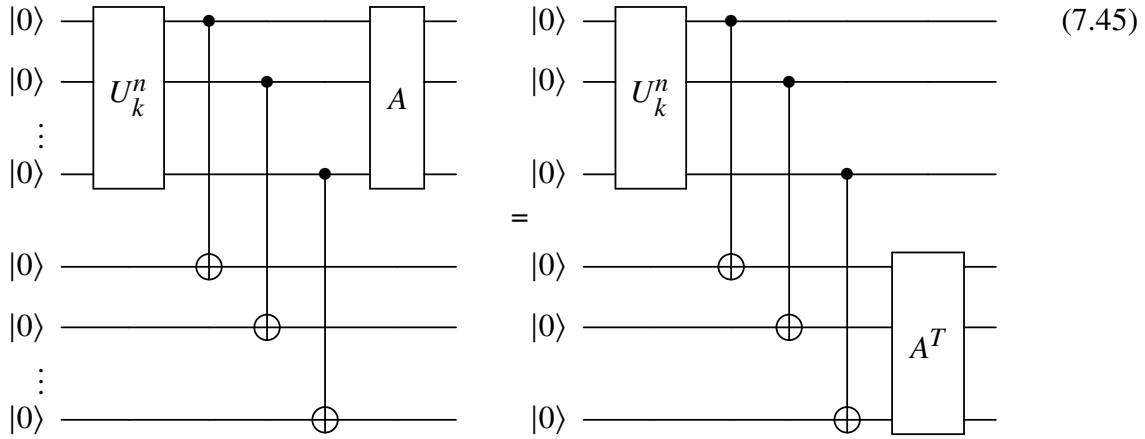 |0⟩ |0⟩ (7.45)
|0⟩ |0⟩
U_k^n A U_k^n
⋮ ⋮
|0⟩ |0⟩
=
|0⟩ |0⟩
|0⟩ |0⟩
A^T
⋮ ⋮
|0⟩ |0⟩